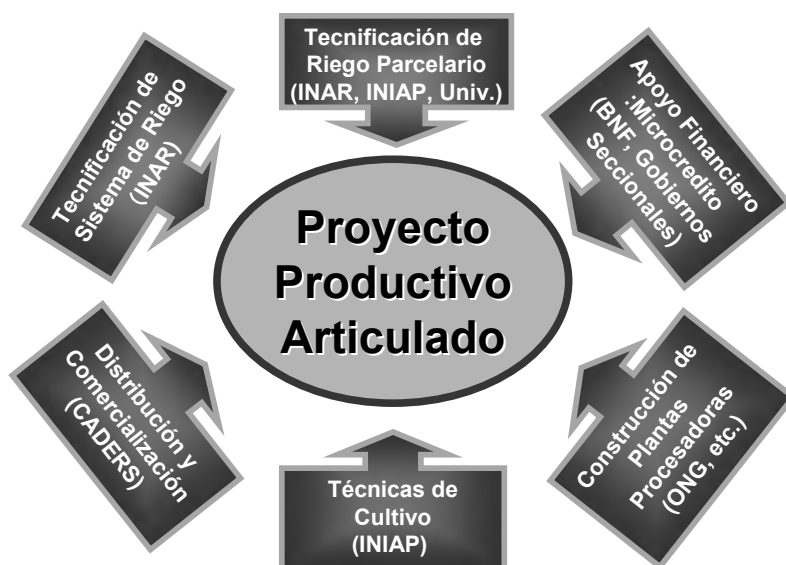 Tecnificación de
Riego Parcelario
(INAR, INIAP, Univ.)
Tecnificación de
Sistema de Riego
(INAR)
Apoyo Financiero
:Microcredito
(BNF, Gobiernos
Seccionales)
Proyecto
Productivo
Articulado
Distribución y
Comercialización
(CADERS)
Construcción de
Plantas
Procesadoras
(ONG, etc.)
Técnicas de
Cultivo
(INIAP)